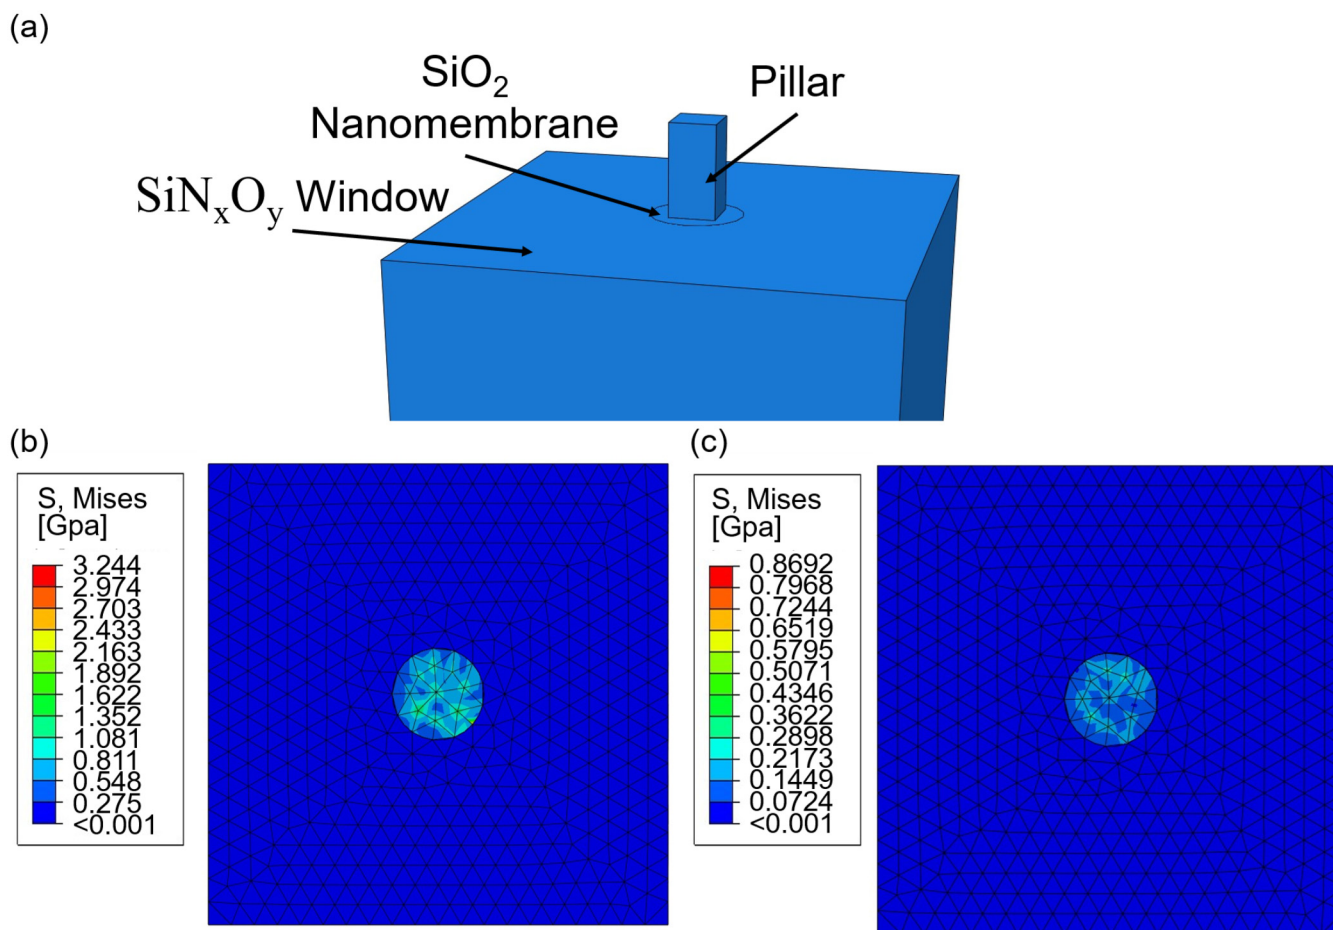 (a)
SiO₂
Nanomembrane
Pillar
SiNₓOᵧ Window
(b)
S, Mises
[Gpa]
3.244
2.974
2.703
2.433
2.163
1.892
1.622
1.352
1.081
0.811
0.548
0.275
<0.001
(c)
S, Mises
[Gpa]
0.8692
0.7968
0.7244
0.6519
0.5795
0.5071
0.4346
0.3622
0.2898
0.2173
0.1449
0.0724
<0.001